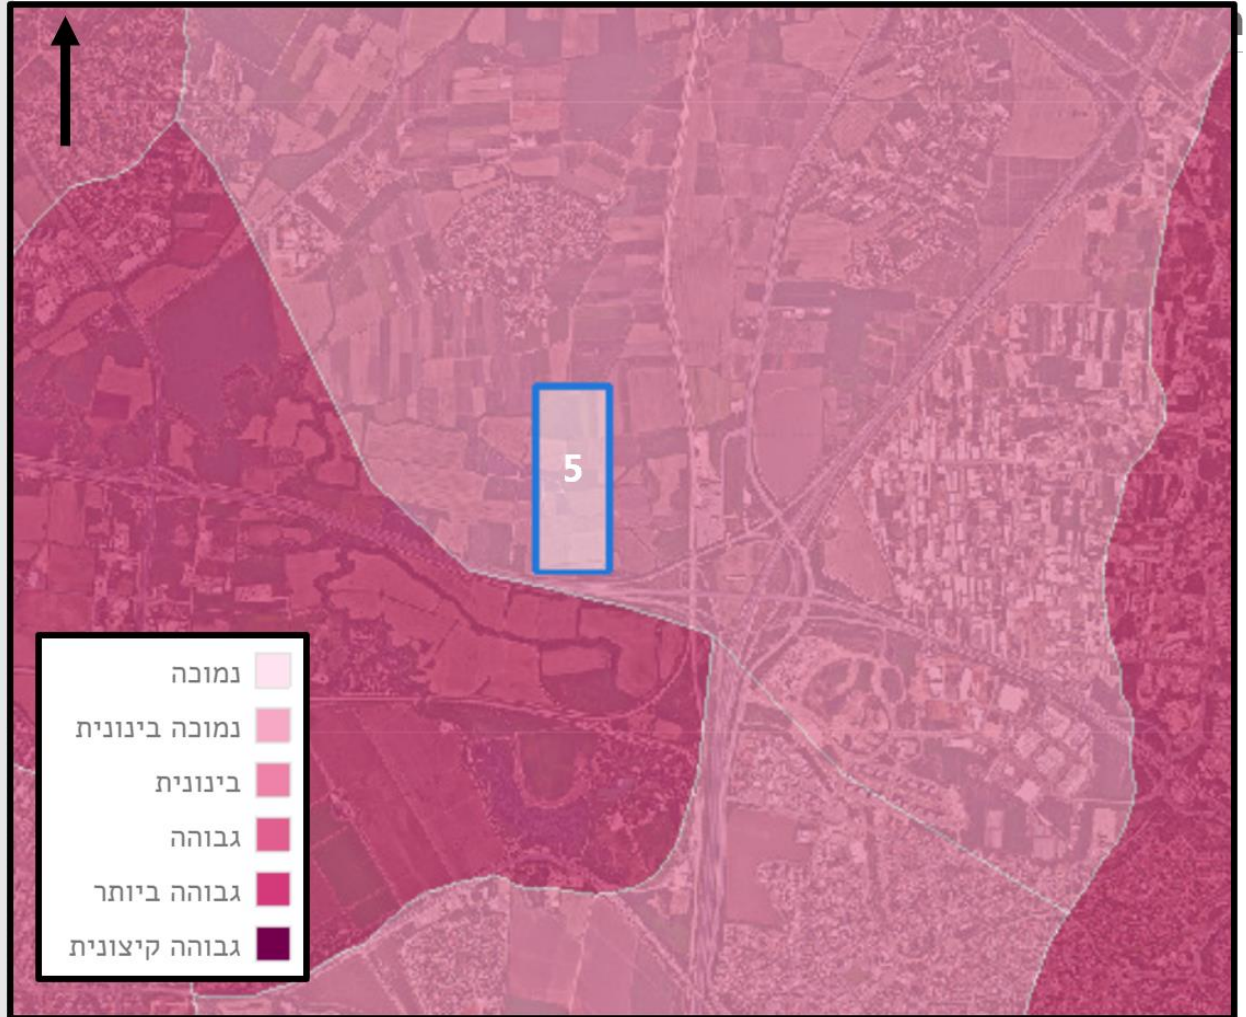 5
נמוכה
נמוכה בינונית
בינונית
גבוהה
גבוהה ביותר
גבוהה קיצונית